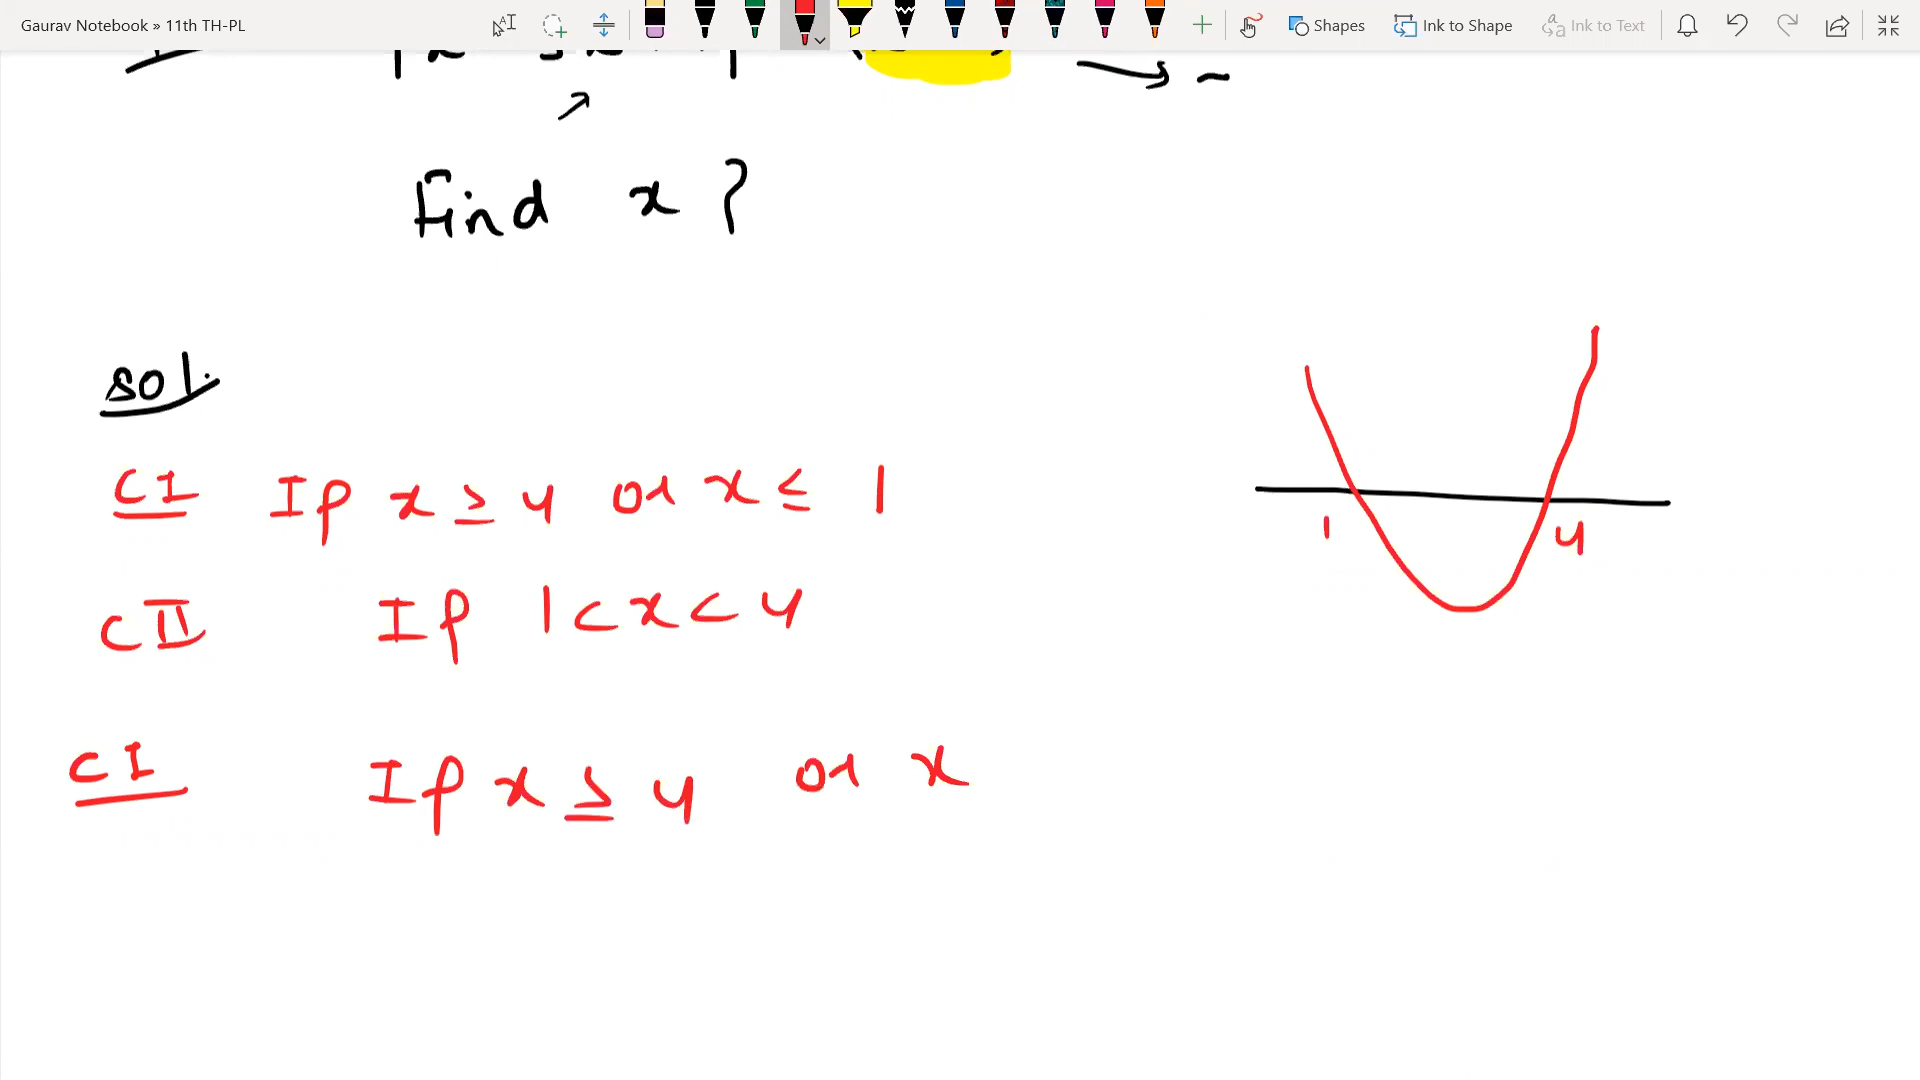 Gaurav Notebook » 11th TH-PL
Shapes
Ink to Shape
Ink to Text
Find x ?
Sol.
CI If x ≥ 4 or x ≤ 1
1 4
CII If 1 < x < 4
CI If x ≥ 4 or x